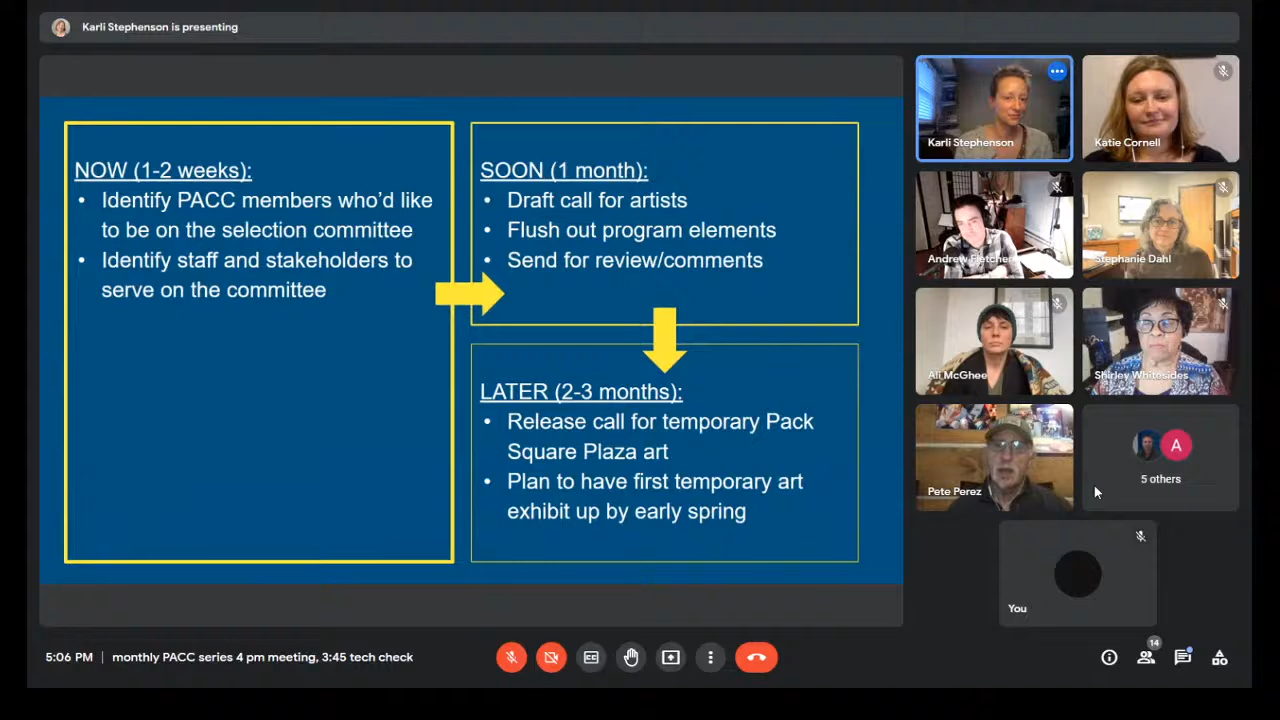 Karli Stephenson is presenting
NOW (1-2 weeks):
• Identify PACC members who'd like
to be on the selection committee
• Identify staff and stakeholders to
serve on the committee
SOON (1 month):
• Draft call for artists
• Flush out program elements
• Send for review/comments
LATER (2-3 months):
• Release call for temporary Pack
Square Plaza art
• Plan to have first temporary art
exhibit up by early spring
Karli Stephenson
Katie Cornell
Andrew Fletcher
Stephanie Dahl
Ali McGhee
Shirley Whitesides
Pete Perez
A
5 others
You
5:06 PM | monthly PACC series 4 pm meeting, 3:45 tech check
CC
14